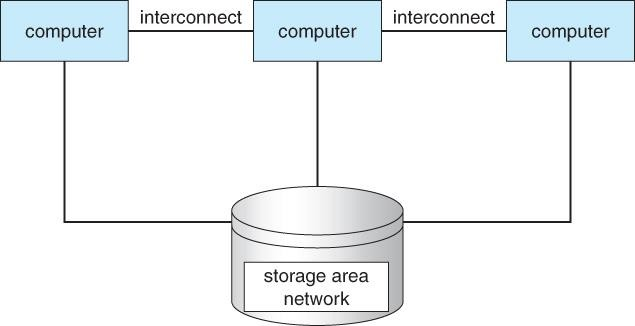 interconnect
interconnect
computer
computer
computer
storage area
network